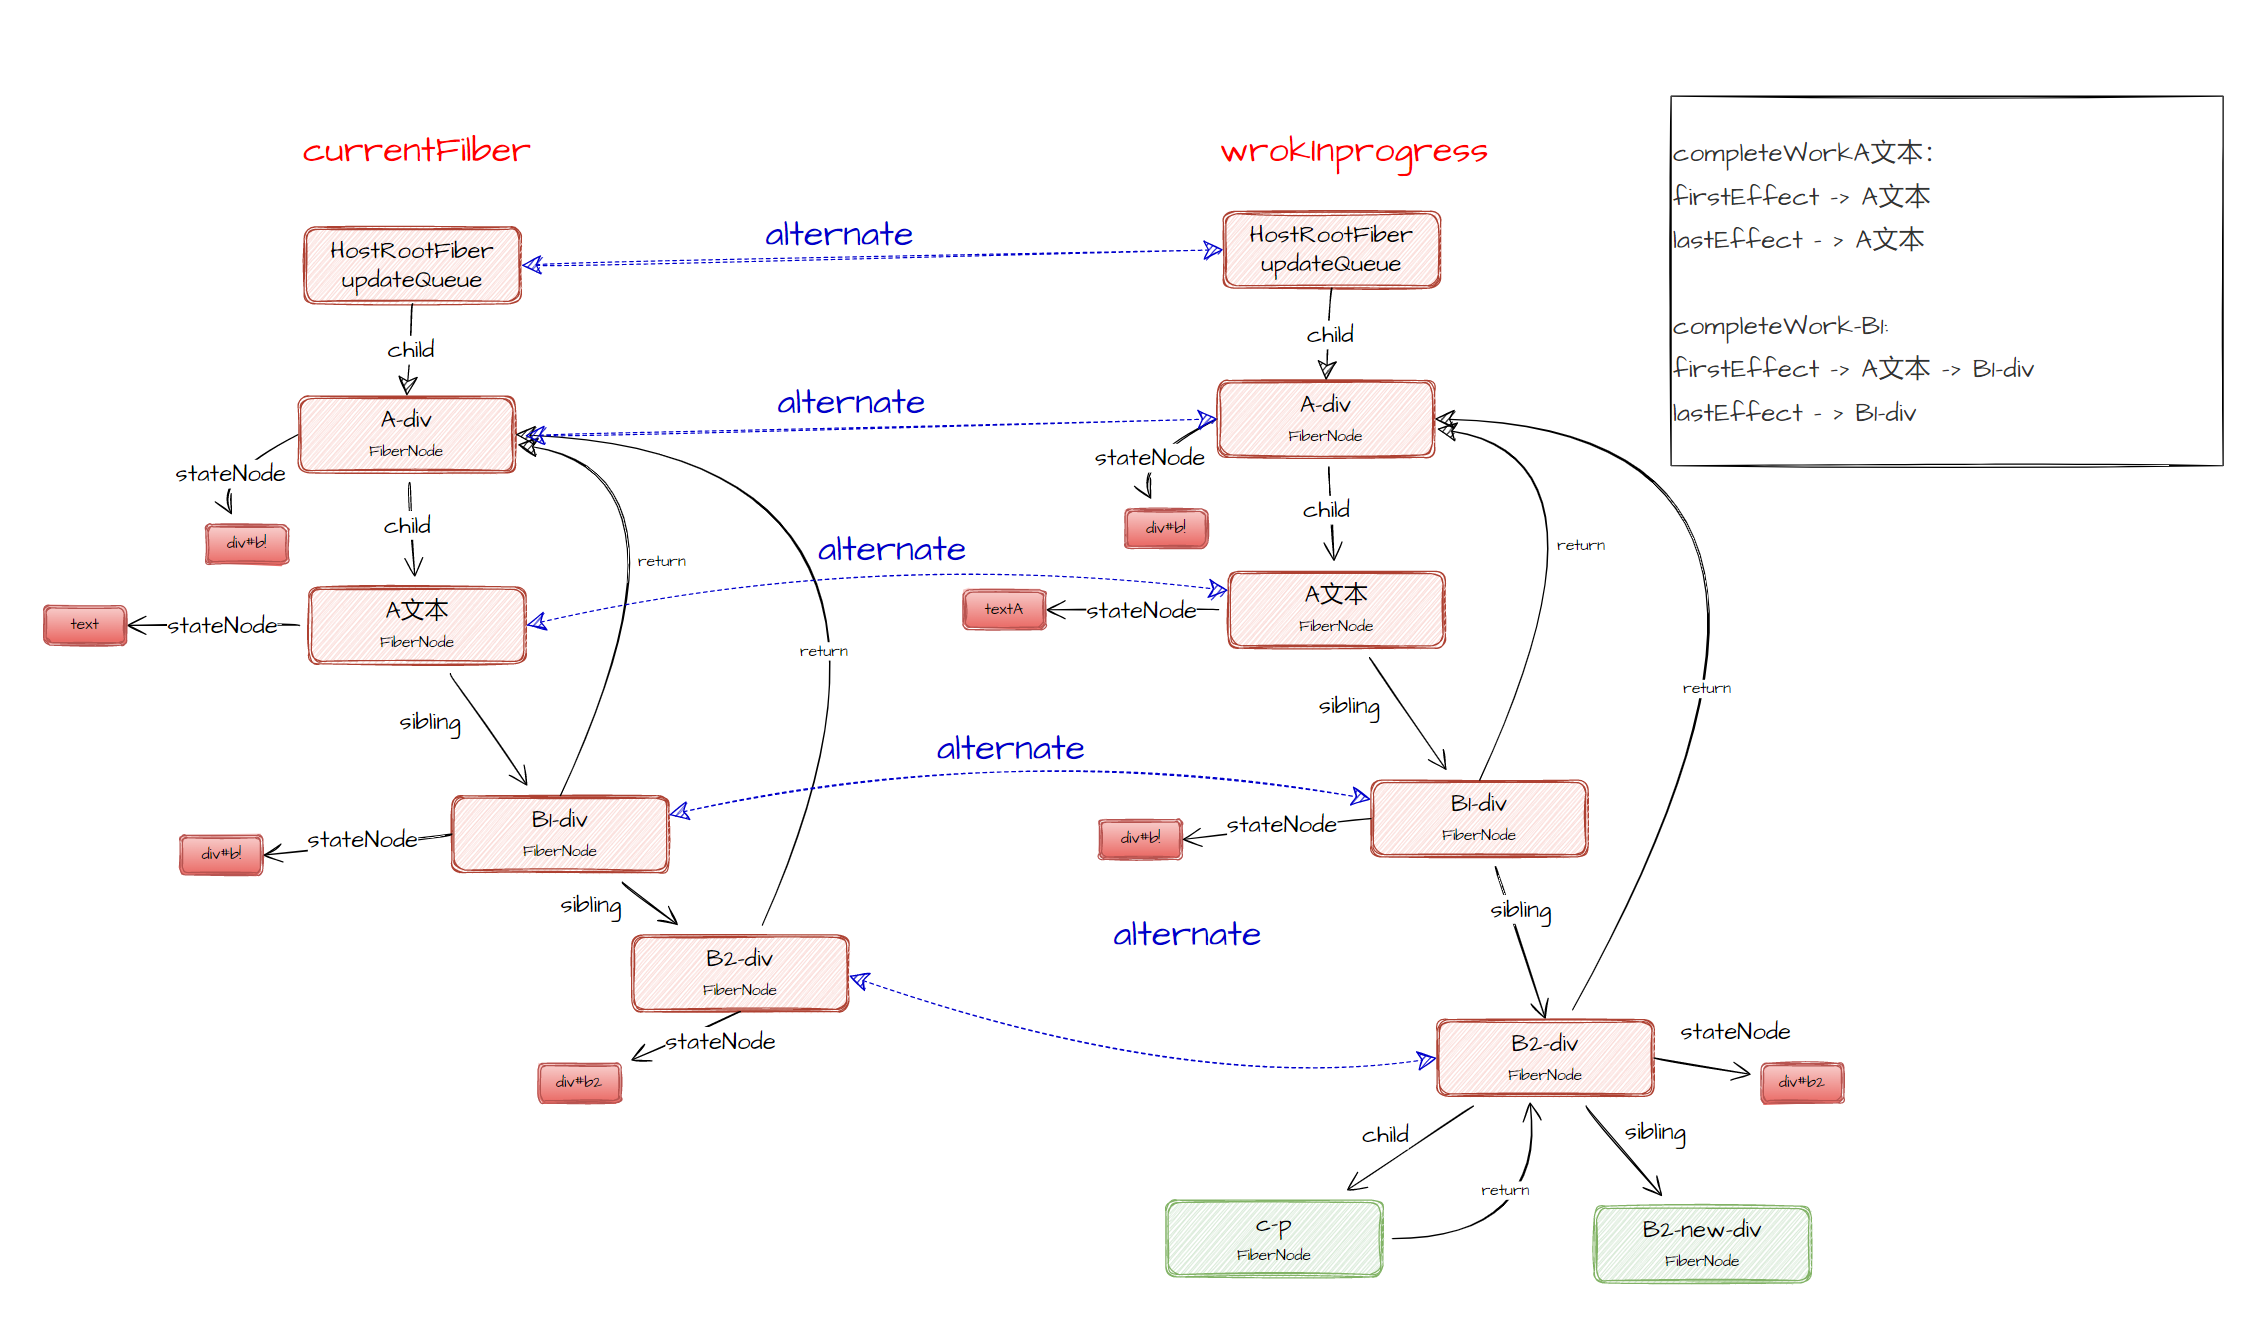 currentFilber
wrokInprogress
completeWorkA文本：
firstEffect -> A文本
lastEffect - > A文本
completeWork-B1:
firstEffect -> A文本 -> B1-div
lastEffect - > B1-div
HostRootFiber
updateQueue
alternate
HostRootFiber
updateQueue
child
child
A-div
FiberNode
alternate
A-div
FiberNode
stateNode
stateNode
div#b!
div#b!
child
child
alternate
return
return
text
stateNode
A文本
FiberNode
textA
stateNode
A文本
FiberNode
return
return
sibling
sibling
alternate
div#b!
stateNode
B1-div
FiberNode
div#b!
stateNode
B1-div
FiberNode
sibling
sibling
alternate
B2-div
FiberNode
stateNode
div#b2
B2-div
FiberNode
stateNode
div#b2
child
sibling
return
c-p
FiberNode
B2-new-div
FiberNode